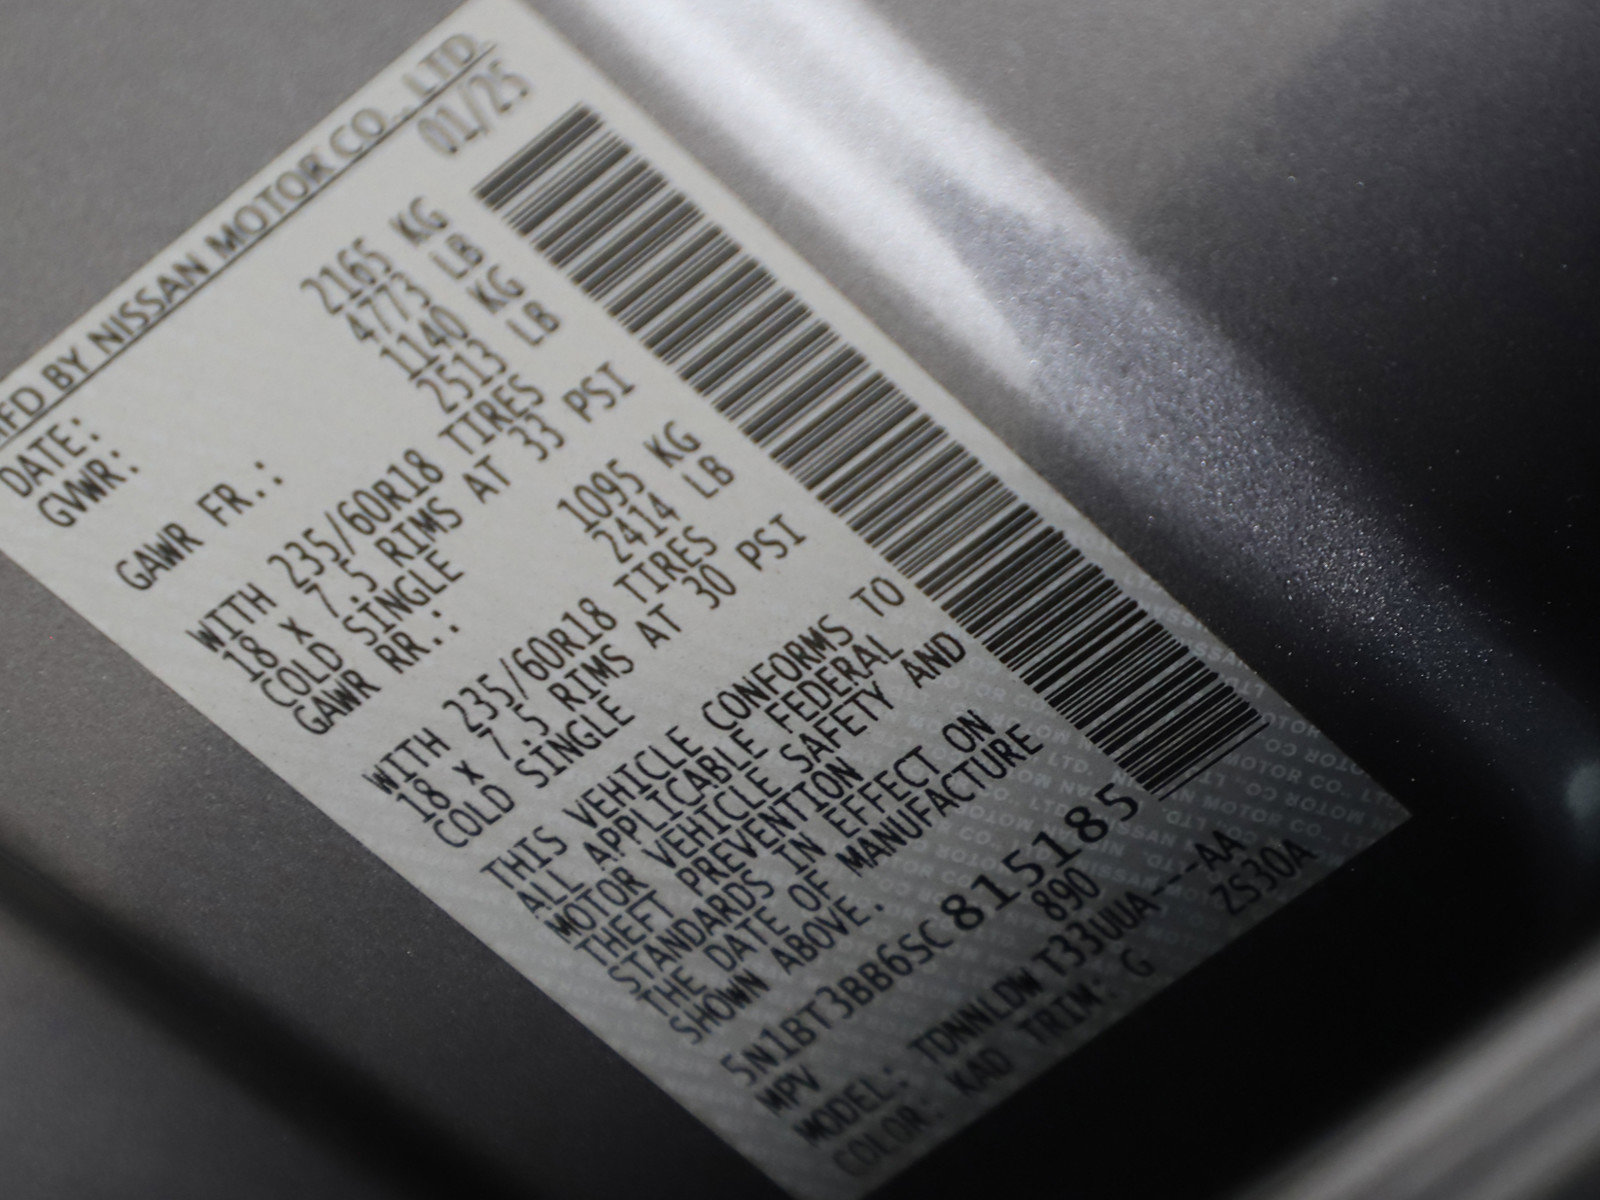 MFD BY NISSAN MOTOR CO., LTD.
DATE: 01/25
GVWR: 2165 KG
4773 LB
GAWR FR.: 1140 KG
2513 LB
WITH 235/60R18 TIRES
18 x 7.5 RIMS AT 33 PSI
COLD SINGLE
GAWR RR.: 1095 KG
2414 LB
WITH 235/60R18 TIRES
18 x 7.5 RIMS AT 30 PSI
COLD SINGLE
THIS VEHICLE CONFORMS TO
ALL APPLICABLE FEDERAL
MOTOR VEHICLE SAFETY AND
THEFT PREVENTION
STANDARDS IN EFFECT ON
THE DATE OF MANUFACTURE
SHOWN ABOVE.
5N1BT3BB6SC815185
MPV 890
MODEL: TDNNLDWT33UUUA---AA
COLOR: KAD TRIM: G ZS30A